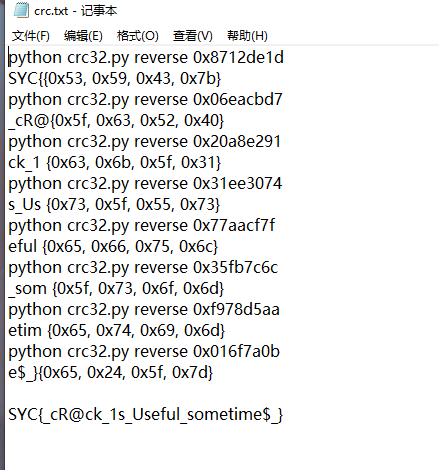 crc.txt - 记事本
文件(F) 编辑(E) 格式(O) 查看(V) 帮助(H)
python crc32.py reverse 0x8712de1d
SYC{{0x53, 0x59, 0x43, 0x7b}
python crc32.py reverse 0x06eacbd7
_cR@{0x5f, 0x63, 0x52, 0x40}
python crc32.py reverse 0x20a8e291
ck_1 {0x63, 0x6b, 0x5f, 0x31}
python crc32.py reverse 0x31ee3074
s_Us {0x73, 0x5f, 0x55, 0x73}
python crc32.py reverse 0x77aacf7f
eful {0x65, 0x66, 0x75, 0x6c}
python crc32.py reverse 0x35fb7c6c
_som {0x5f, 0x73, 0x6f, 0x6d}
python crc32.py reverse 0xf978d5aa
etim {0x65, 0x74, 0x69, 0x6d}
python crc32.py reverse 0x016f7a0b
e$_}{0x65, 0x24, 0x5f, 0x7d}
SYC{_cR@ck_1s_Useful_sometime$_}